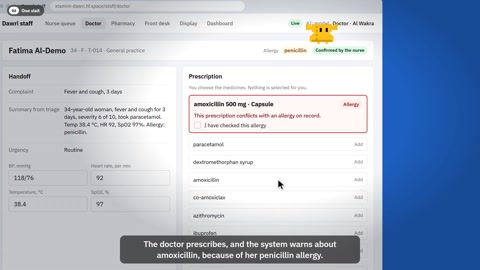 One visit
Dawri staff
Nurse queue
Doctor
Pharmacy
Front desk
Display
Dashboard
Live
Doctor · Al Wakra
Fatima Al-Demo
34 · F · T-014 · General practice
Allergy
penicillin
Confirmed by the nurse
Handoff
Complaint
Fever and cough, 3 days
Summary from triage
34-year-old woman, fever and cough for 3
days, severity 6 of 10, took paracetamol.
Temp 38.4 °C, HR 92, SpO2 97%. Allergy:
penicillin.
Urgency
Routine
BP, mmHg
Heart rate, per min
118/76
92
Temperature, °C
SpO2, %
38.4
97
Prescription
You choose the medicines. Nothing is selected for you.
amoxicillin 500 mg · Capsule
Allergy
This prescription conflicts with an allergy on record.
I have checked this allergy
paracetamol
Add
dextromethorphan syrup
Add
amoxicillin
Add
co-amoxiclav
Add
azithromycin
Add
ibuprofen
The doctor prescribes, and the system warns about
amoxicillin, because of her penicillin allergy.